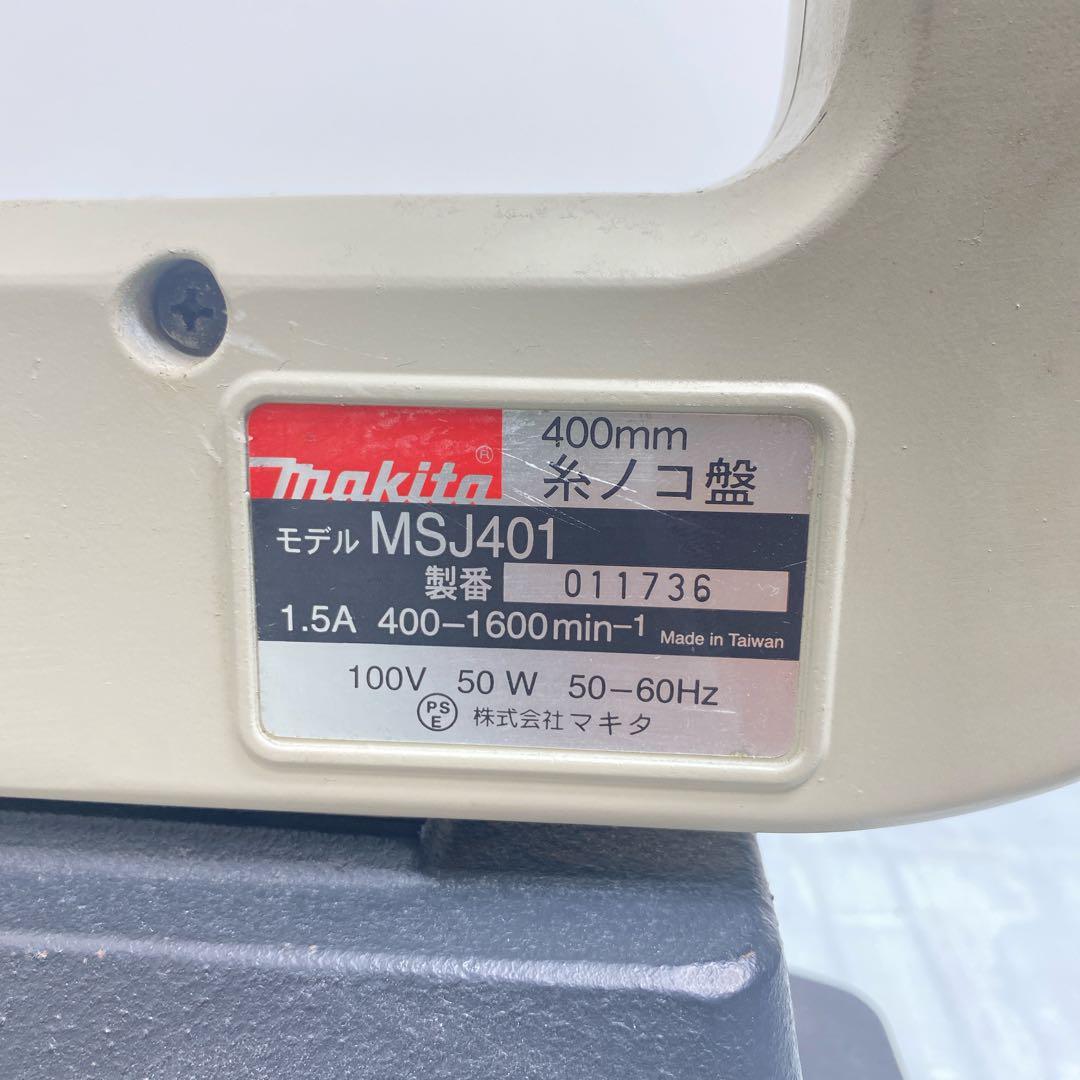 makita®
400mm
糸ノコ盤
モデル MSJ401
製番 011736
1.5A 400-1600min-1 Made in Taiwan
100V 50W 50-60Hz
PSE 株式会社マキタ